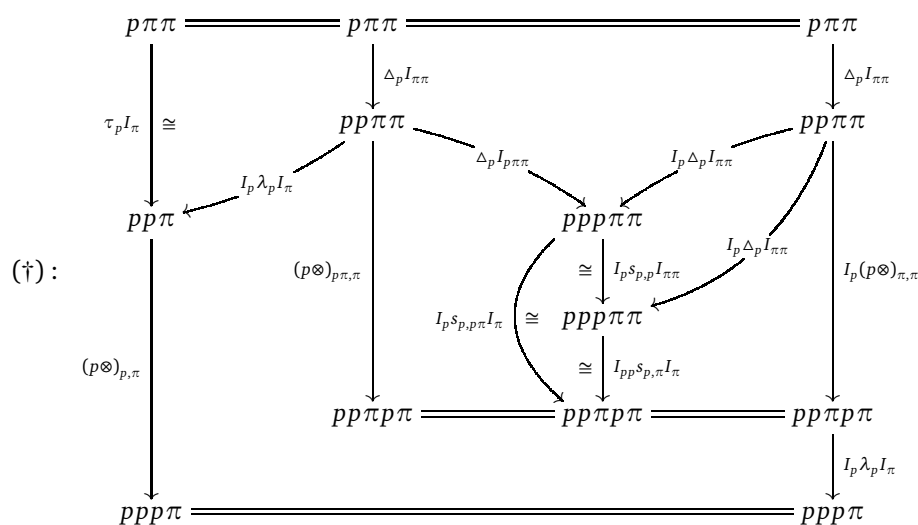 pππ pππ pππ
△_p I_{ππ} △_p I_{ππ}
τ_p I_π ≅
ppππ ppππ
△_p I_{pππ} I_p △_p I_{ππ}
I_p λ_p I_π
ppπ pppππ
I_p △_p I_{ππ}
(†) : (p⊗)_{pπ,π} ≅ I_p s_{p,p} I_{ππ} I_p (p⊗)_{π,π}
I_p s_{p,pπ} I_π ≅ pppππ
(p⊗)_{p,π} ≅ I_{pp} s_{p,π} I_π
ppπpπ ppπpπ ppπpπ
I_p λ_p I_π
pppπ pppπ